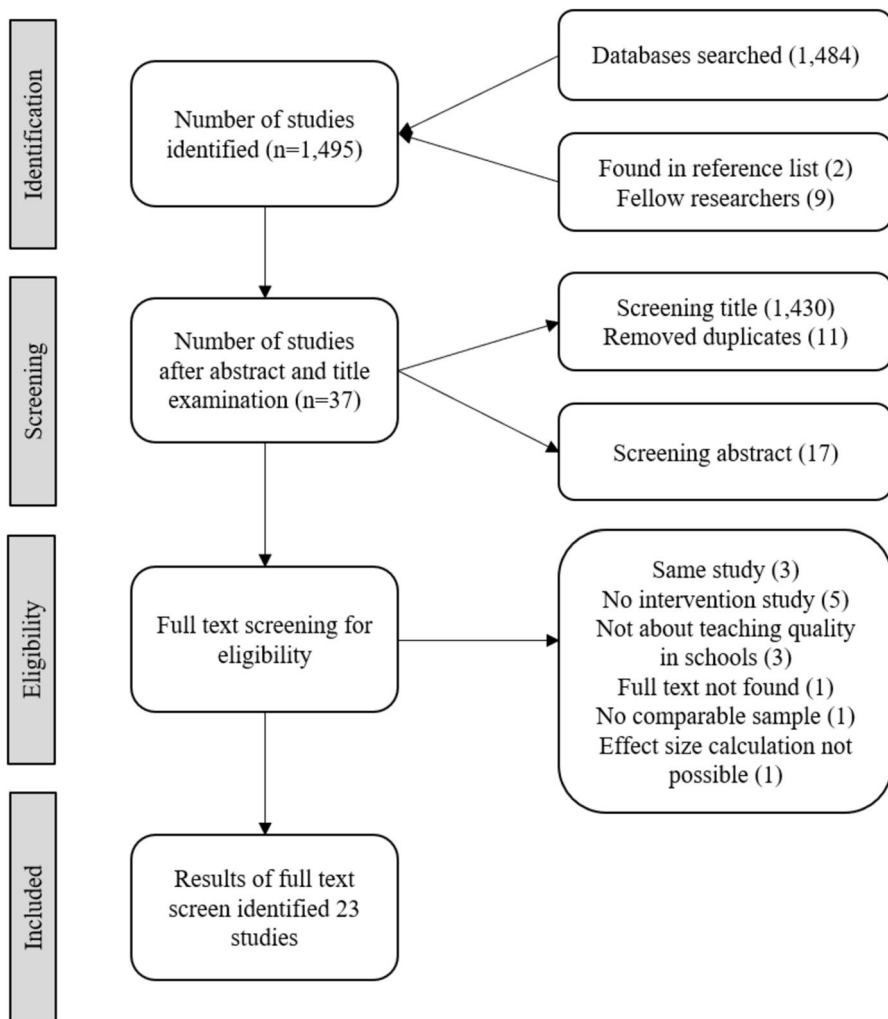 Identification
Number of studies
identified (n=1,495)
Databases searched (1,484)
Found in reference list (2)
Fellow researchers (9)
Screening
Number of studies
after abstract and title
examination (n=37)
Screening title (1,430)
Removed duplicates (11)
Screening abstract (17)
Eligibility
Full text screening for
eligibility
Same study (3)
No intervention study (5)
Not about teaching quality
in schools (3)
Full text not found (1)
No comparable sample (1)
Effect size calculation not
possible (1)
Included
Results of full text
screen identified 23
studies